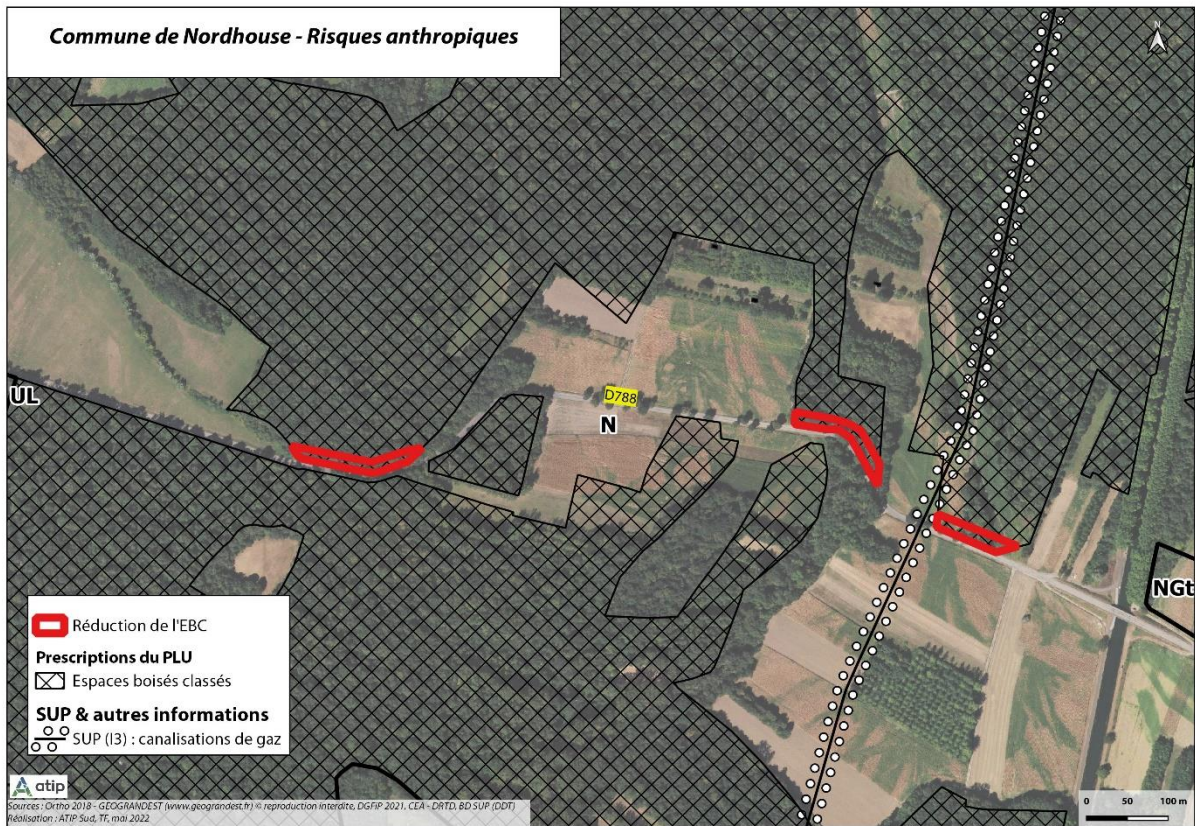 Commune de Nordhouse - Risques anthropiques
N
UL
D788
N
NGt
Réduction de l'EBC
Prescriptions du PLU
Espaces boisés classés
SUP & autres informations
SUP (I3) : canalisations de gaz
atip
0 50 100 m
Sources : Ortho 2018 - GEOGRANDEST (www.geograndest.fr) © reproduction interdite, DGFiP 2021, CEA - DRTD, BD SUP (DDT)
Réalisation : ATIP Sud, TF, mai 2022